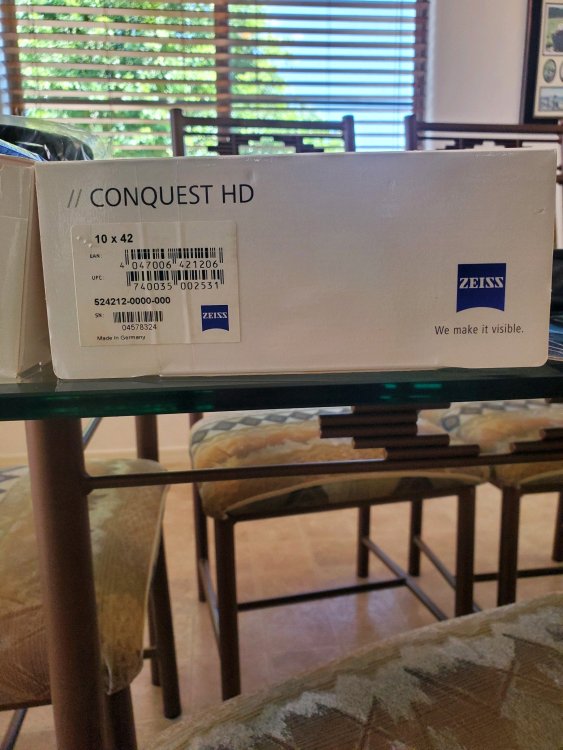 // CONQUEST HD
10 x 42
EAN:
4 047006 421206
UPC:
740035 002531
524212-0000-000
SN:
04578324
Made in Germany
ZEISS
ZEISS
We make it visible.